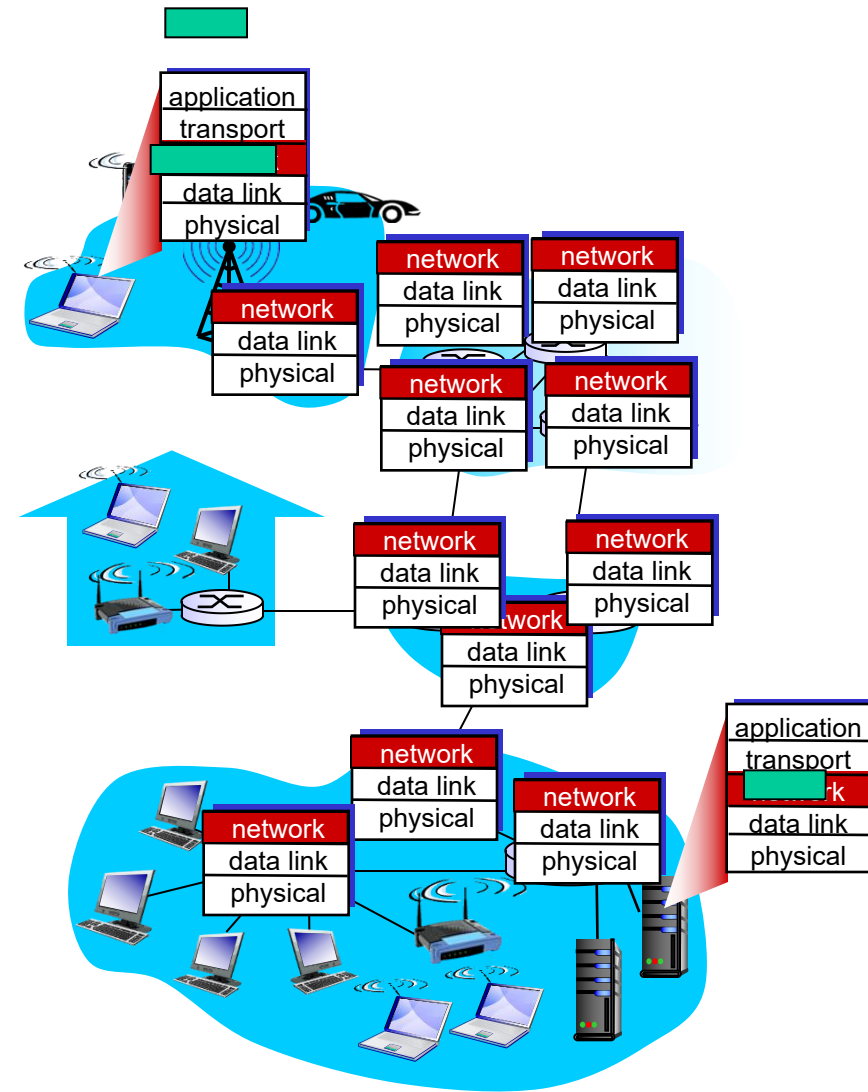 application
transport
data link
physical
network
data link
physical
network
data link
physical
network
data link
physical
network
data link
physical
network
data link
physical
network
data link
physical
network
data link
physical
network
data link
physical
network
data link
physical
network
data link
physical
network
data link
physical
application
transport
network
data link
physical